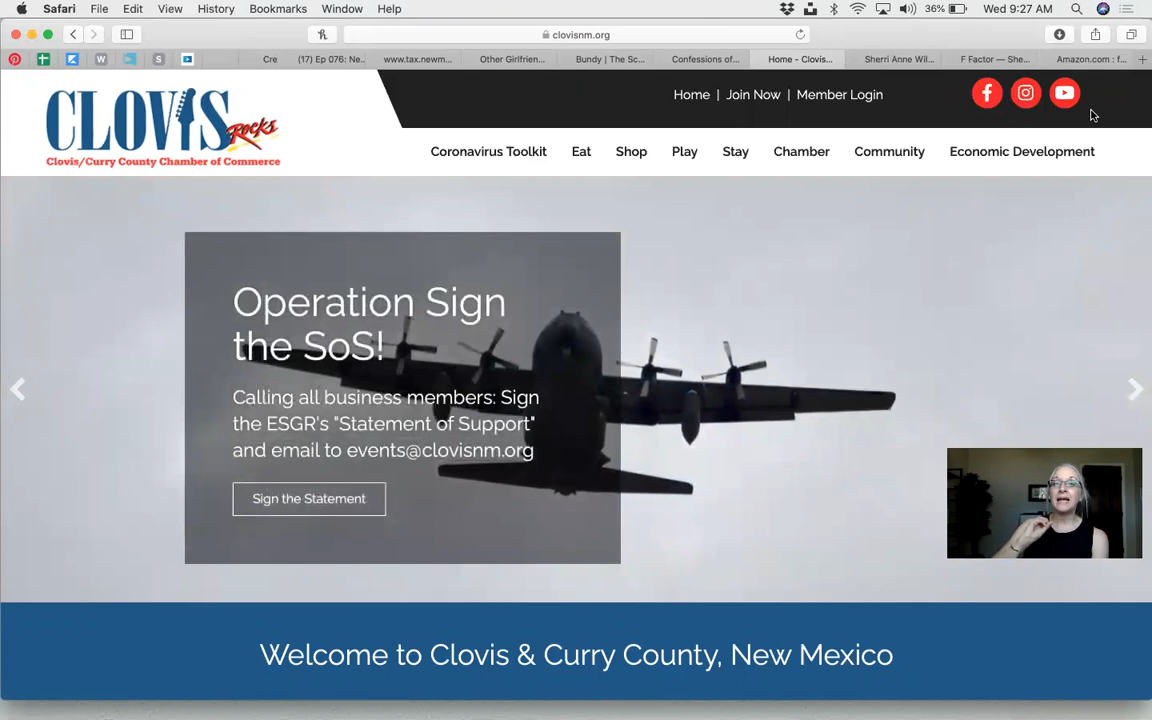 Safari File Edit View History Bookmarks Window Help 36% Wed 9:27 AM
clovisnm.org
Cre (17) Ep 076: Ne... www.tax.newm... Other Girlfrien... Bundy | The Sc... Confessions of... Home - Clovis... Sherri Anne Wil... F Factor — She... Amazon.com : f...
Home | Join Now | Member Login
CLOVIS Rocks
Clovis/Curry County Chamber of Commerce
Coronavirus Toolkit Eat Shop Play Stay Chamber Community Economic Development
Operation Sign
the SoS!
Calling all business members: Sign
the ESGR's "Statement of Support"
and email to events@clovisnm.org
Sign the Statement
Welcome to Clovis & Curry County, New Mexico